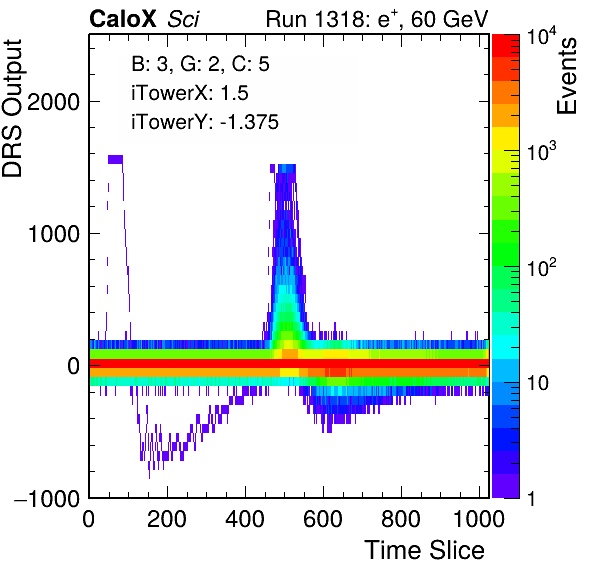 CaloX Sci
Run 1318: e⁺, 60 GeV
B: 3, G: 2, C: 5
iTowerX: 1.5
iTowerY: -1.375
DRS Output
2000
1000
0
−1000
0
200
400
600
800
1000
Time Slice
10⁴
10³
10²
10
1
Events